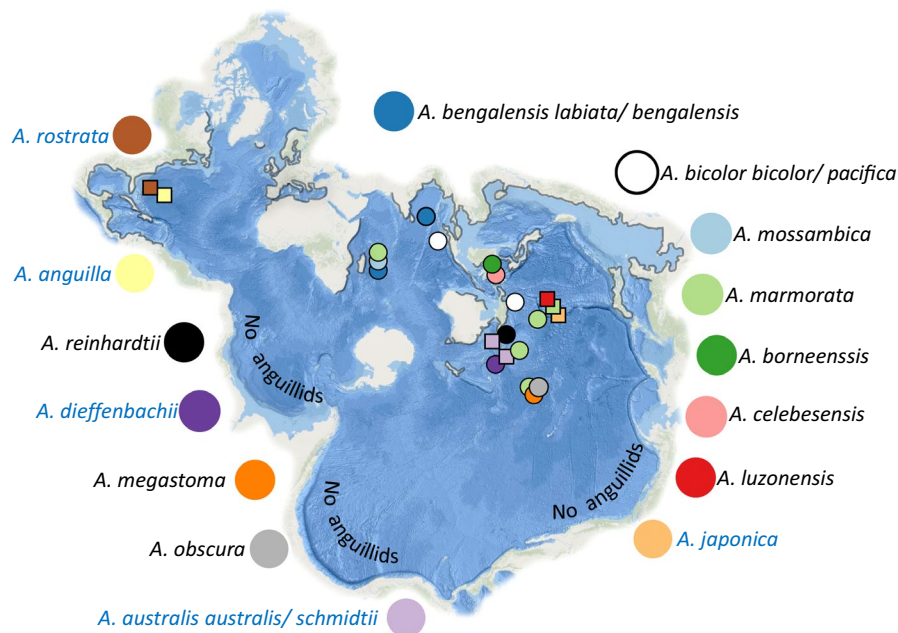 A. bengalensis labiata/ bengalensis
A. rostrata
A. bicolor bicolor/ pacifica
A. mossambica
A. anguilla
A. marmorata
No anguillids
A. reinhardtii
A. borneenssis
A. dieffenbachii
A. celebesensis
A. megastoma
No anguillids
No anguillids
A. luzonensis
A. obscura
A. japonica
A. australis australis/ schmidtii